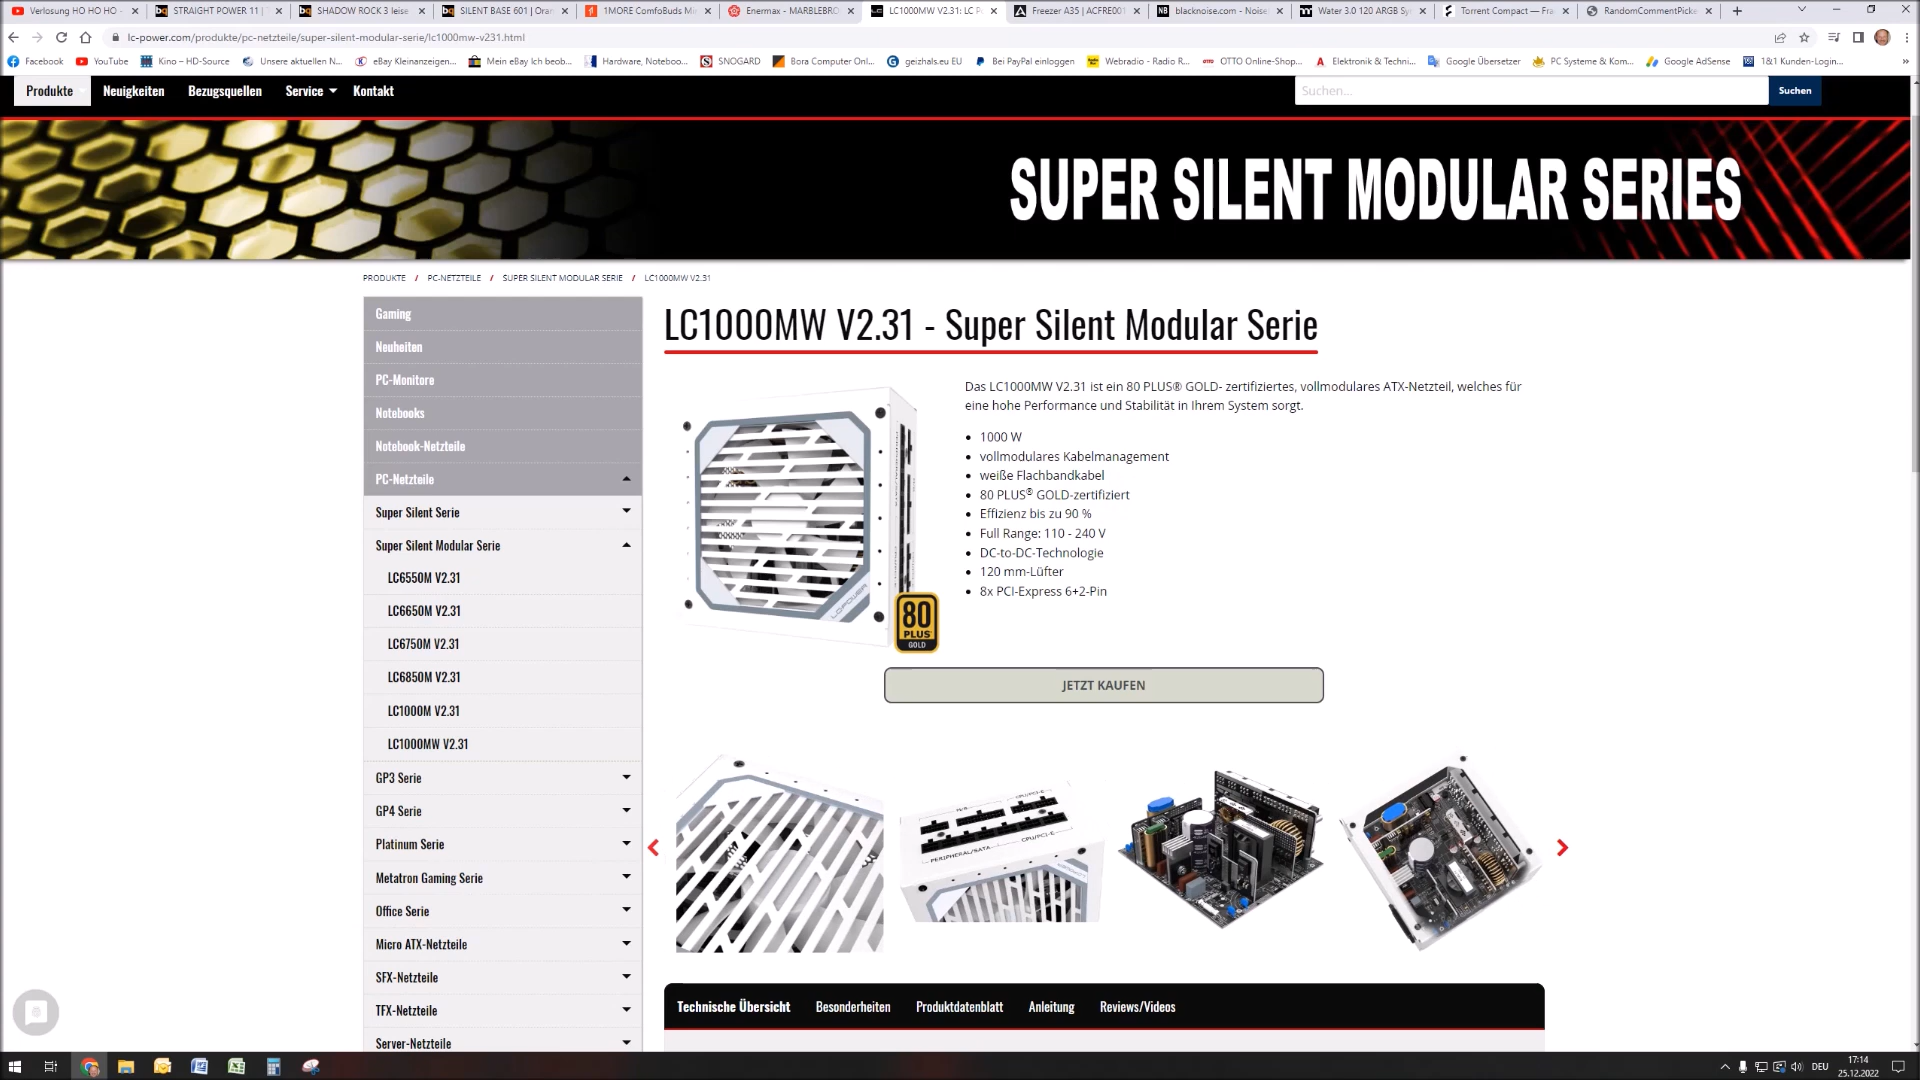 Verlosung HO HO HO -
STRAIGHT POWER 11 |
SHADOW ROCK 3 leise
SILENT BASE 601 | Oran
1MORE ComfoBuds Mi
Enermax - MARBLEBRO
LC1000MW V2.31: LC P
Freezer A35 | ACFRE001
blacknoise.com - Noise
Water 3.0 120 ARGB Sy
Torrent Compact — Fra
RandomCommentPicke
lc-power.com/produkte/pc-netzteile/super-silent-modular-serie/lc1000mw-v231.html
Facebook
YouTube
Kino – HD-Source
Unsere aktuellen N...
eBay Kleinanzeigen...
Mein eBay Ich beob...
Hardware, Noteboo...
SNOGARD
Bora Computer Onl...
geizhals.eu EU
Bei PayPal einloggen
Webradio - Radio R...
OTTO Online-Shop...
Elektronik & Techni...
Google Übersetzer
PC Systeme & Kom...
Google AdSense
1&1 Kunden-Login...
»
Produkte
Neuigkeiten
Bezugsquellen
Service
Kontakt
Suchen...
Suchen
SUPER SILENT MODULAR SERIES
PRODUKTE / PC-NETZTEILE / SUPER SILENT MODULAR SERIE / LC1000MW V2.31
Gaming
Neuheiten
PC-Monitore
Notebooks
Notebook-Netzteile
PC-Netzteile
Super Silent Serie
Super Silent Modular Serie
LC6550M V2.31
LC6650M V2.31
LC6750M V2.31
LC6850M V2.31
LC1000M V2.31
LC1000MW V2.31
GP3 Serie
GP4 Serie
Platinum Serie
Metatron Gaming Serie
Office Serie
Micro ATX-Netzteile
SFX-Netzteile
TFX-Netzteile
Server-Netzteile
LC1000MW V2.31 - Super Silent Modular Serie
LC-POWER
80
PLUS
GOLD
Das LC1000MW V2.31 ist ein 80 PLUS® GOLD- zertifiziertes, vollmodulares ATX-Netzteil, welches für
eine hohe Performance und Stabilität in Ihrem System sorgt.
• 1000 W
• vollmodulares Kabelmanagement
• weiße Flachbandkabel
• 80 PLUS® GOLD-zertifiziert
• Effizienz bis zu 90 %
• Full Range: 110 - 240 V
• DC-to-DC-Technologie
• 120 mm-Lüfter
• 8x PCI-Express 6+2-Pin
JETZT KAUFEN
M/B
CPU/PCI-E
CPU/PCI-E
PERIPHERAL/SATA
Technische Übersicht
Besonderheiten
Produktdatenblatt
Anleitung
Reviews/Videos
DEU
17:14
25.12.2022